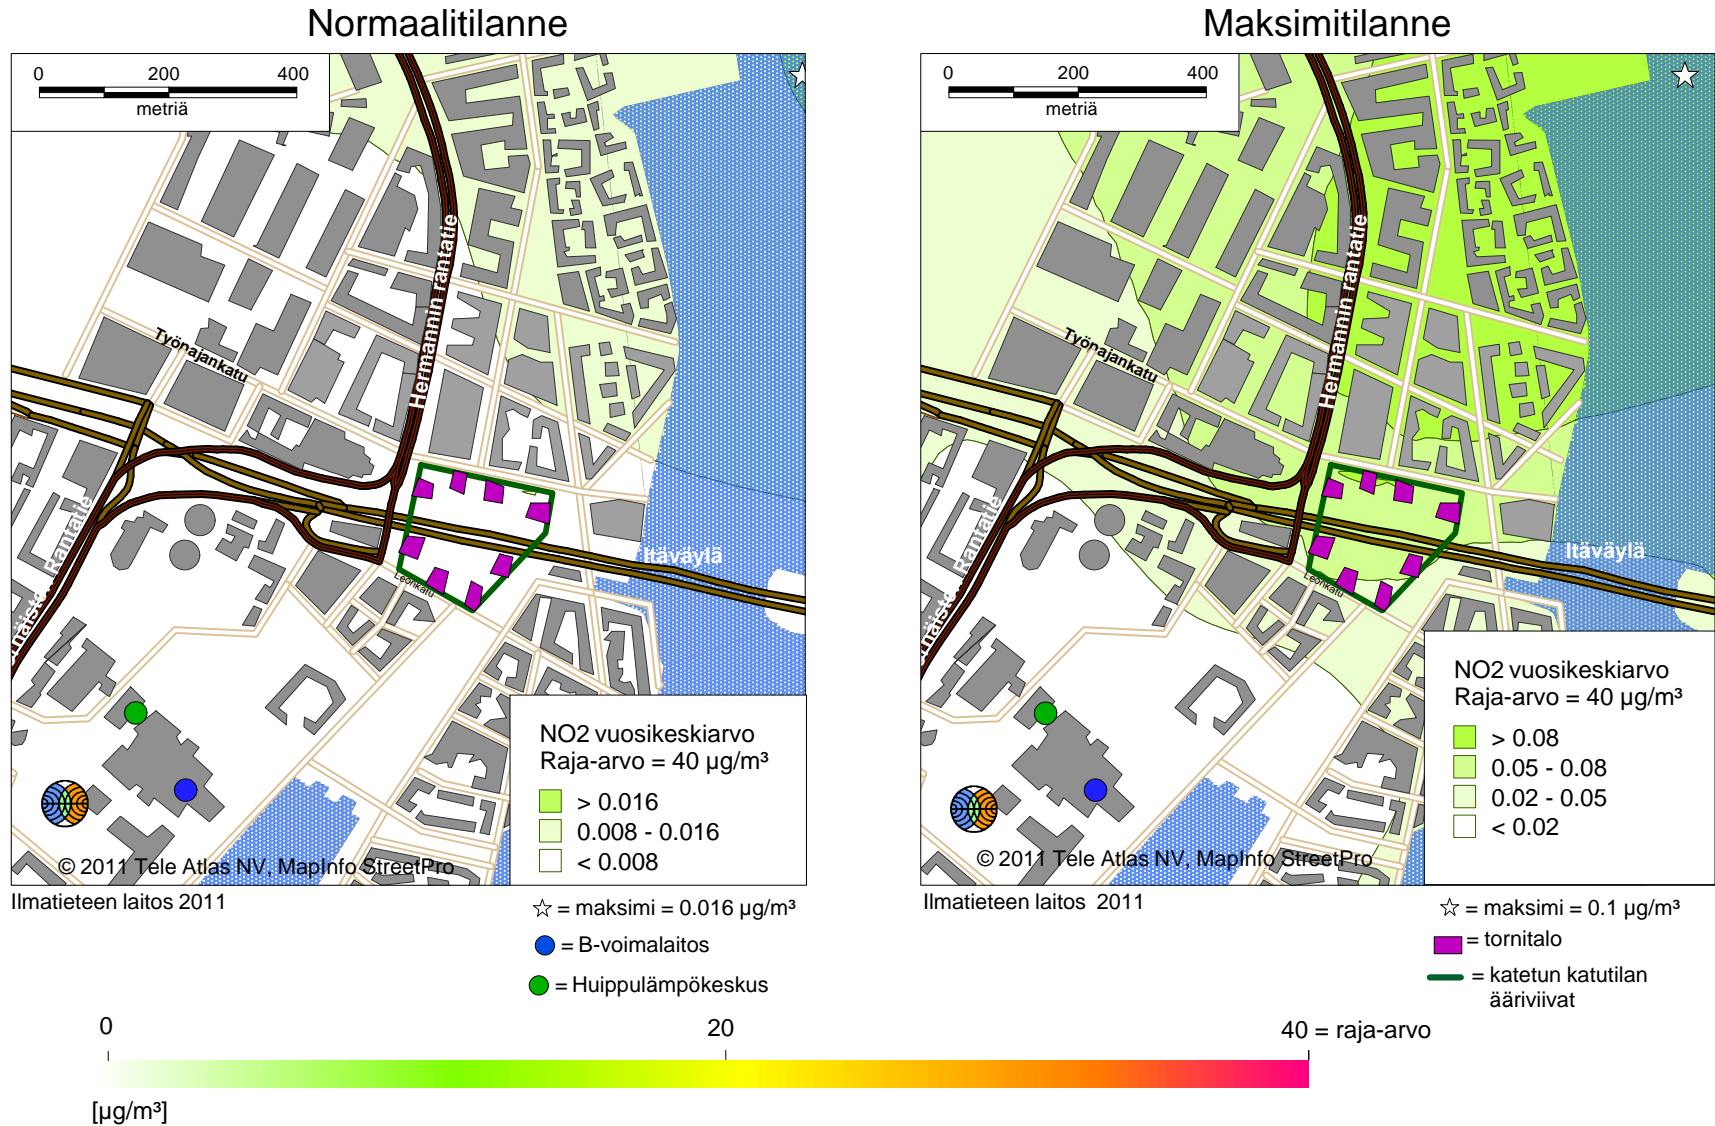 Normaalitilanne
Maksimitilanne
0 200 400
metriä
0 200 400
metriä
Hermannin rantatie
Työpajankatu
Itäväylä
Leonkatu
Rantatie
Hermannin rantatie
Työpajankatu
Itäväylä
Leonkatu
Rantatie
NO2 vuosikeskiarvo
Raja-arvo = 40 µg/m³
> 0.016
0.008 - 0.016
< 0.008
NO2 vuosikeskiarvo
Raja-arvo = 40 µg/m³
> 0.08
0.05 - 0.08
0.02 - 0.05
< 0.02
© 2011 Tele Atlas NV, MapInfo StreetPro
© 2011 Tele Atlas NV, MapInfo StreetPro
Ilmatieteen laitos 2011
Ilmatieteen laitos 2011
= maksimi = 0.016 µg/m³
= B-voimalaitos
= Huippulämpökeskus
= maksimi = 0.1 µg/m³
= tornitalo
= katetun katutilan
ääriviivat
0 20 40 = raja-arvo
[µg/m³]